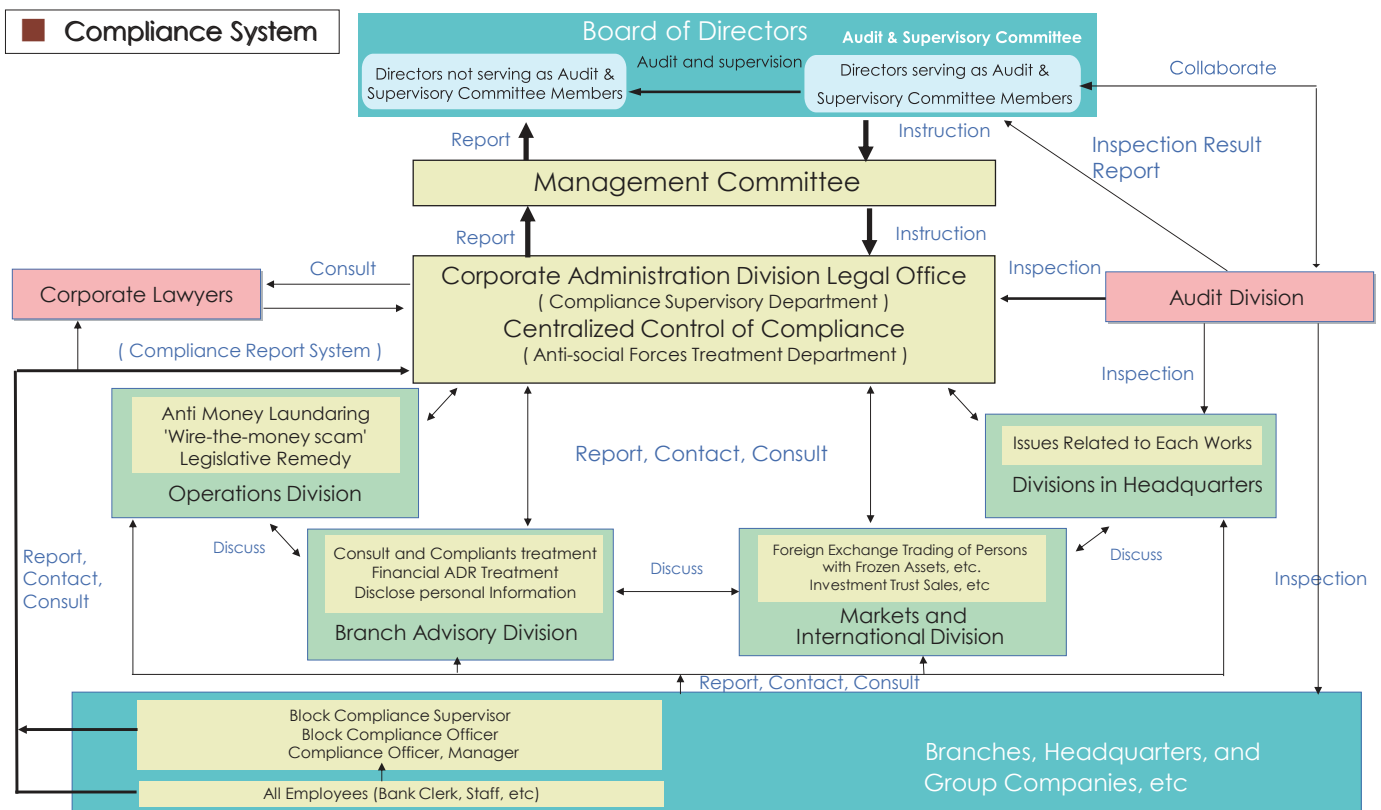 Compliance System
Board of Directors
Audit & Supervisory Committee
Directors not serving as Audit &
Supervisory Committee Members
Audit and supervision
Directors serving as Audit &
Supervisory Committee Members
Collaborate
Report
Instruction
Inspection Result
Report
Management Committee
Report
Instruction
Corporate Lawyers
Consult
Corporate Administration Division Legal Office
( Compliance Supervisory Department )
Centralized Control of Compliance
( Anti-social Forces Treatment Department )
Inspection
Audit Division
( Compliance Report System )
Inspection
Anti Money Laundaring
'Wire-the-money scam'
Legislative Remedy
Operations Division
Report, Contact, Consult
Issues Related to Each Works
Divisions in Headquarters
Report,
Contact,
Consult
Discuss
Consult and Compliants treatment
Financial ADR Treatment
Disclose personal Information
Branch Advisory Division
Discuss
Foreign Exchange Trading of Persons
with Frozen Assets, etc.
Investment Trust Sales, etc
Markets and
International Division
Discuss
Inspection
Report, Contact, Consult
Block Compliance Supervisor
Block Compliance Officer
Compliance Officer, Manager
All Employees (Bank Clerk, Staff, etc)
Branches, Headquarters, and
Group Companies, etc